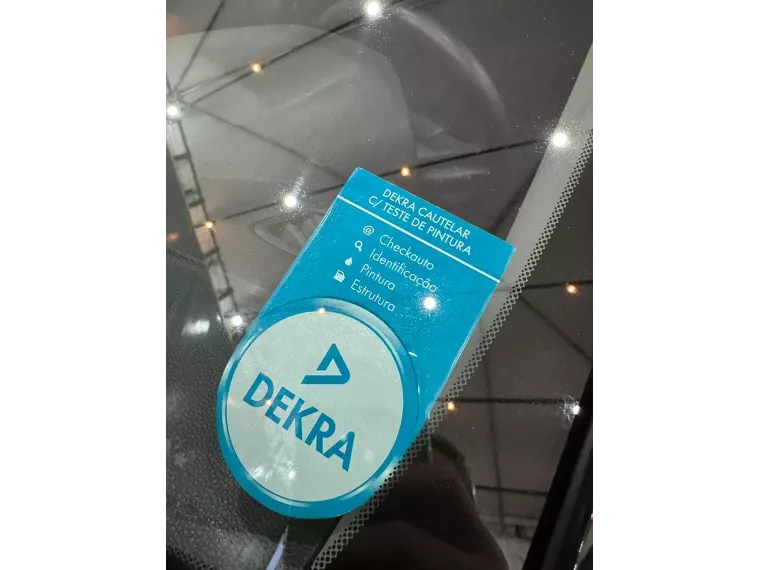 DEKRA CAUTELAR
C/ TESTE DE PINTURA
@ Checkauto
Identificação
Pintura
Estrutura
DEKRA